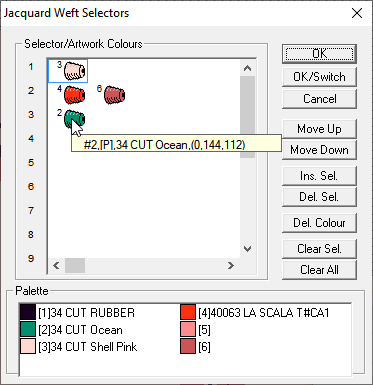 Jacquard Weft Selectors
Selector/Artwork Colours
1 3
2 4 6
3 2
#2,[P],34 CUT Ocean,(0,144,112)
4
5
6
7
8
9
OK
OK/Switch
Cancel
Move Up
Move Down
Ins. Sel.
Del. Sel.
Del. Colour
Clear Sel.
Clear All
Palette
[1]34 CUT RUBBER
[2]34 CUT Ocean
[3]34 CUT Shell Pink
[4]40063 LA SCALA T#CA1
[5]
[6]